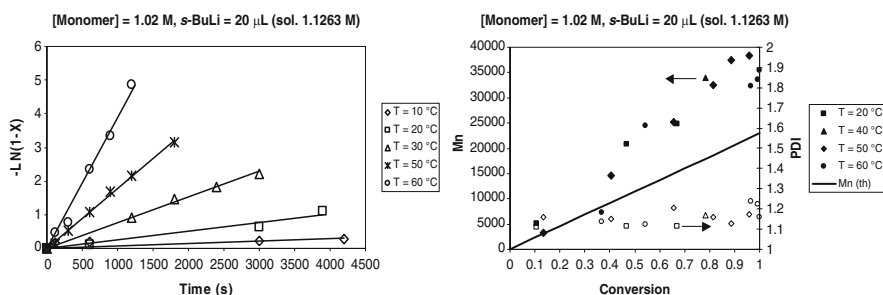 [Monomer] = 1.02 M, s-BuLi = 20 μL (sol. 1.1263 M)
-LN(1-X)
6
5
4
3
2
1
0
0 500 1000 1500 2000 2500 3000 3500 4000 4500
Time (s)
T = 10 °C
T = 20 °C
T = 30 °C
T = 50 °C
T = 60 °C
[Monomer] = 1.02 M, s-BuLi = 20 μL (sol. 1.1263 M)
Mn
40000
35000
30000
25000
20000
15000
10000
5000
0
0 0.1 0.2 0.3 0.4 0.5 0.6 0.7 0.8 0.9 1
Conversion
2
1.9
1.8
1.7
1.6
1.5
1.4
1.3
1.2
1.1
1
PDI
T = 20 °C
T = 40 °C
T = 50 °C
T = 60 °C
Mn (th)